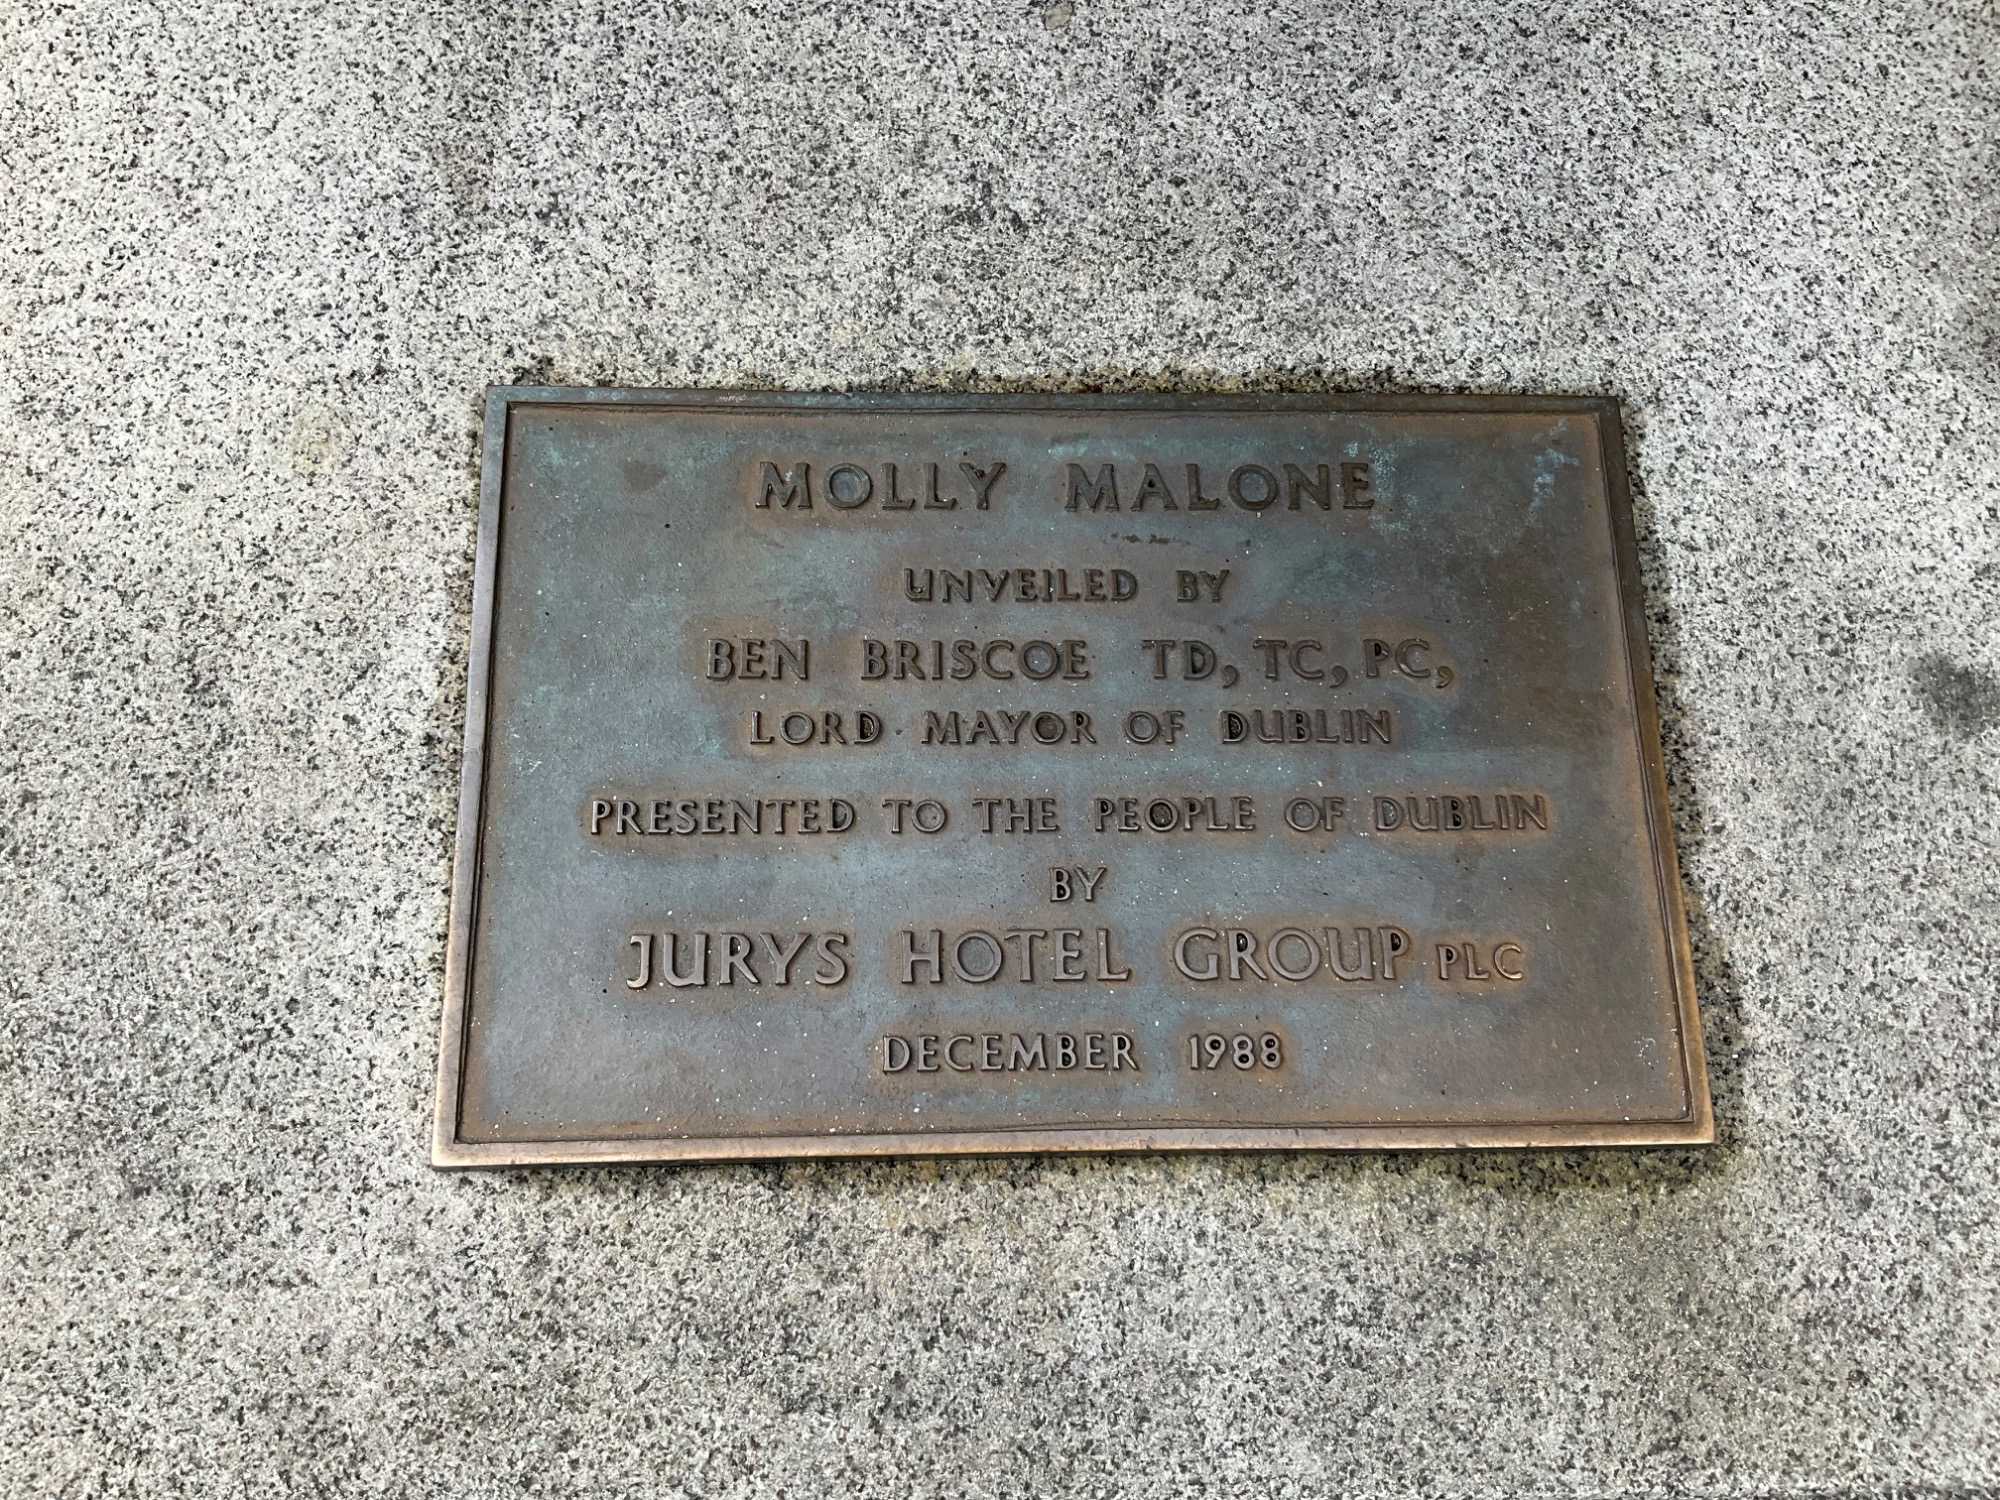 MOLLY MALONE
UNVEILED BY
BEN BRISCOE TD, TC, PC,
LORD MAYOR OF DUBLIN
PRESENTED TO THE PEOPLE OF DUBLIN
BY
JURYS HOTEL GROUP PLC
DECEMBER 1988